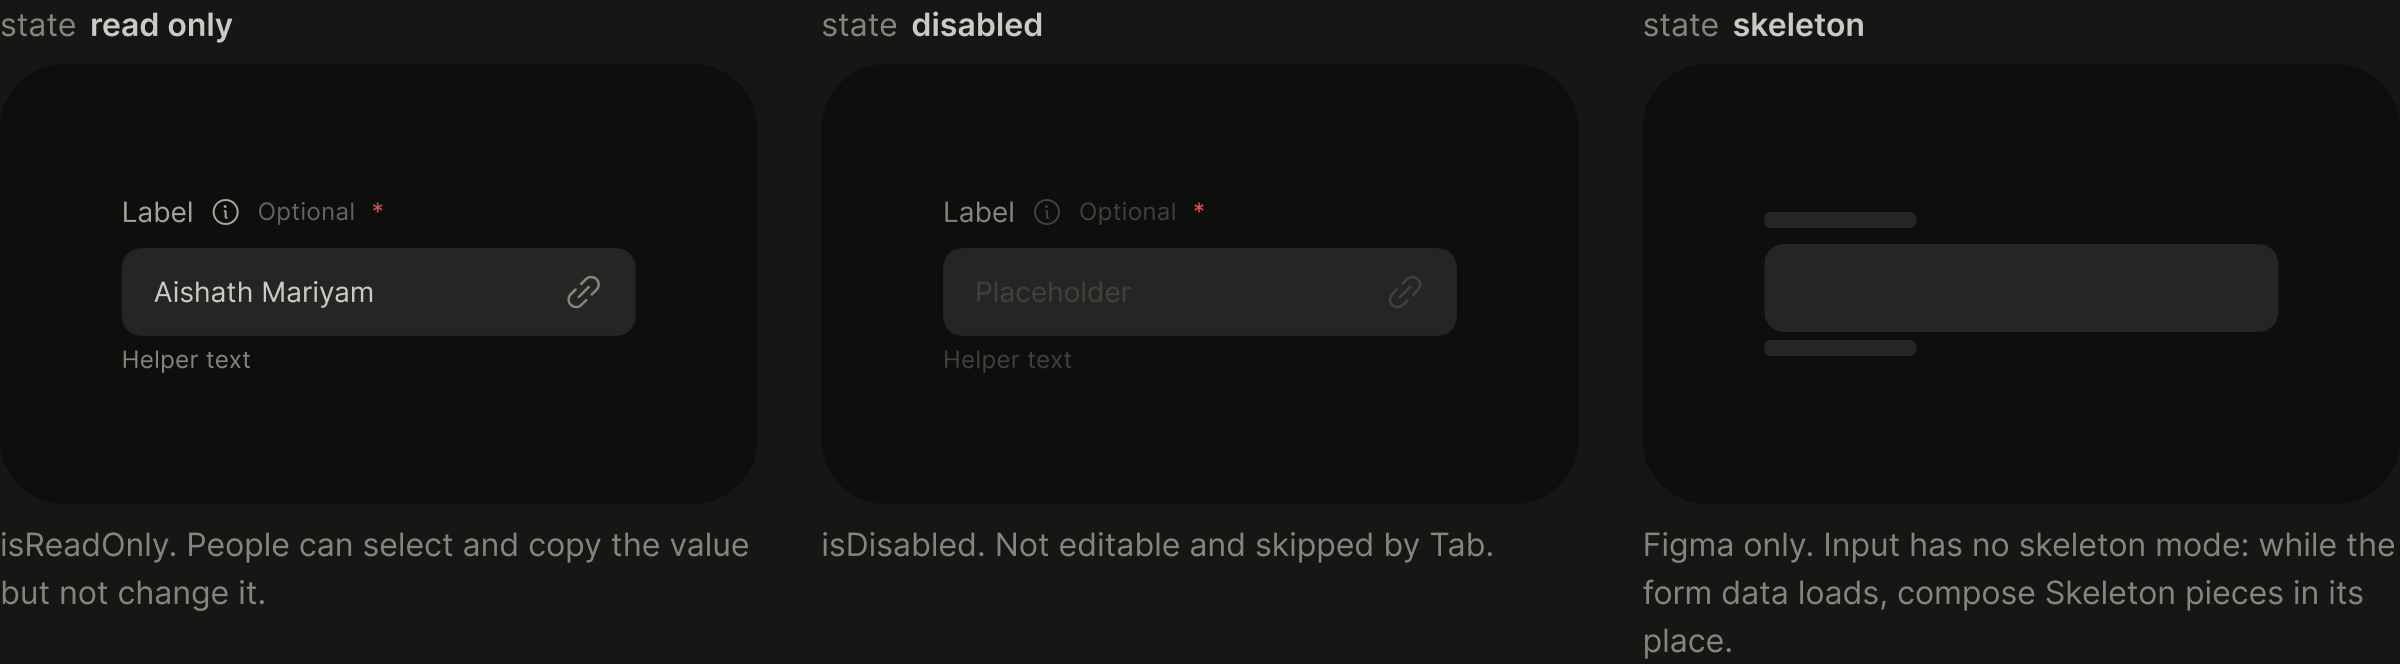 state read only
Label Optional *
Aishath Mariyam
Helper text
isReadOnly. People can select and copy the value
but not change it.
state disabled
Label Optional *
Placeholder
Helper text
isDisabled. Not editable and skipped by Tab.
state skeleton
Figma only. Input has no skeleton mode: while the
form data loads, compose Skeleton pieces in its
place.